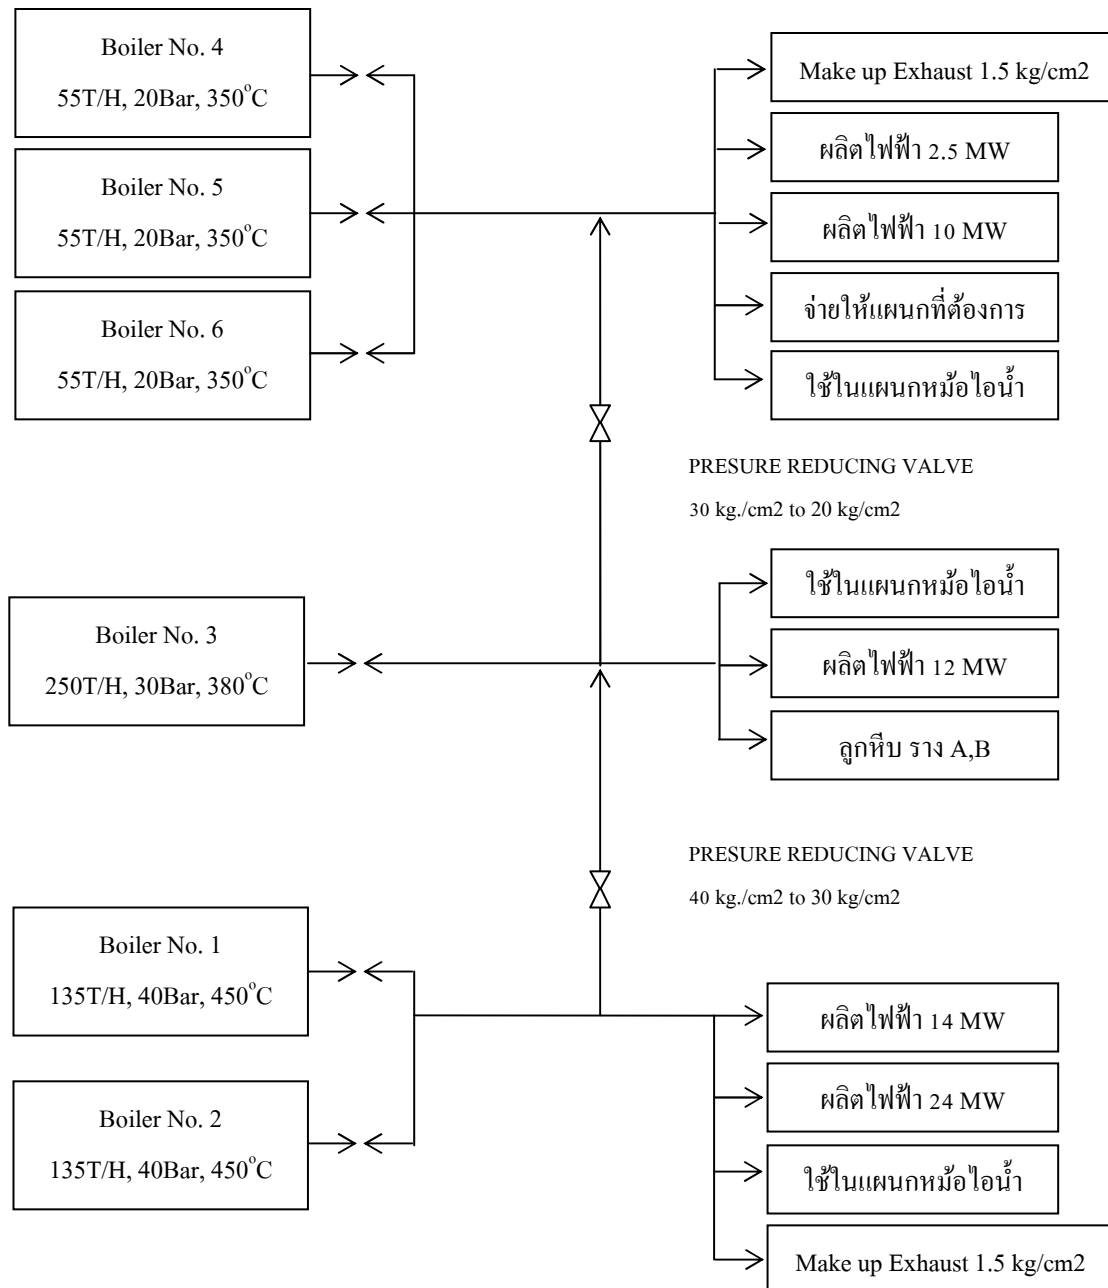 Boiler No. 4
55T/H, 20Bar, 350°C
Boiler No. 5
55T/H, 20Bar, 350°C
Boiler No. 6
55T/H, 20Bar, 350°C
Make up Exhaust 1.5 kg/cm2
ผลิตไฟฟ้า 2.5 MW
ผลิตไฟฟ้า 10 MW
จ่ายให้แผนกที่ต้องการ
ใช้ในแผนกหม้อไอน้ำ
PRESURE REDUCING VALVE
30 kg./cm2 to 20 kg/cm2
Boiler No. 3
250T/H, 30Bar, 380°C
ใช้ในแผนกหม้อไอน้ำ
ผลิตไฟฟ้า 12 MW
ลูกหีบ ราง A,B
PRESURE REDUCING VALVE
40 kg./cm2 to 30 kg/cm2
Boiler No. 1
135T/H, 40Bar, 450°C
Boiler No. 2
135T/H, 40Bar, 450°C
ผลิตไฟฟ้า 14 MW
ผลิตไฟฟ้า 24 MW
ใช้ในแผนกหม้อไอน้ำ
Make up Exhaust 1.5 kg/cm2